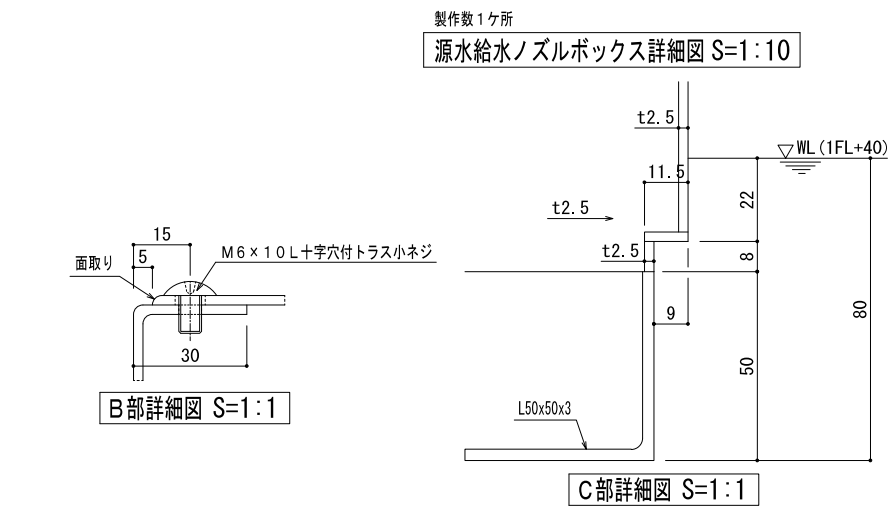 製作数１ケ所
源水給水ノズルボックス詳細図 S=1:10
t2.5
WL(1FL+40)
11.5
22
t2.5
15
t2.5
8
5
M６×１０L十字穴付トラス小ネジ
面取り
9
80
30
50
B部詳細図 S=1:1
L50x50x3
C部詳細図 S=1:1